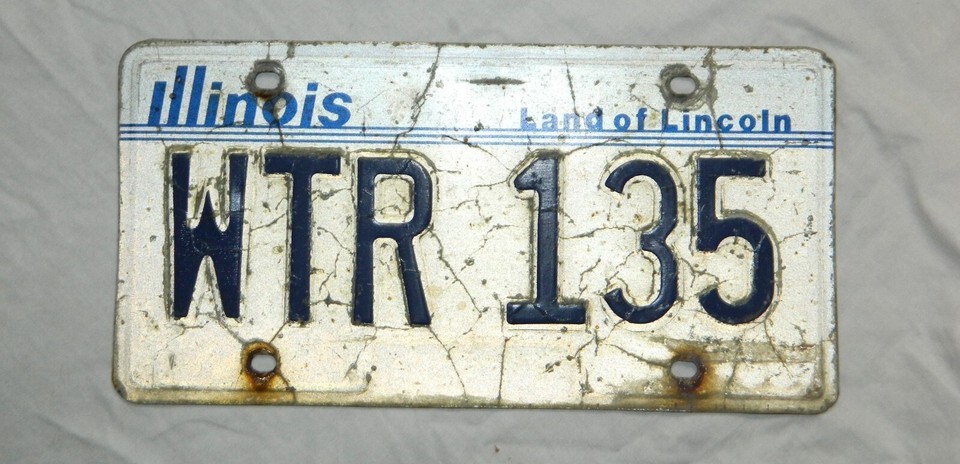 Illinois Land of Lincoln
WTR 135